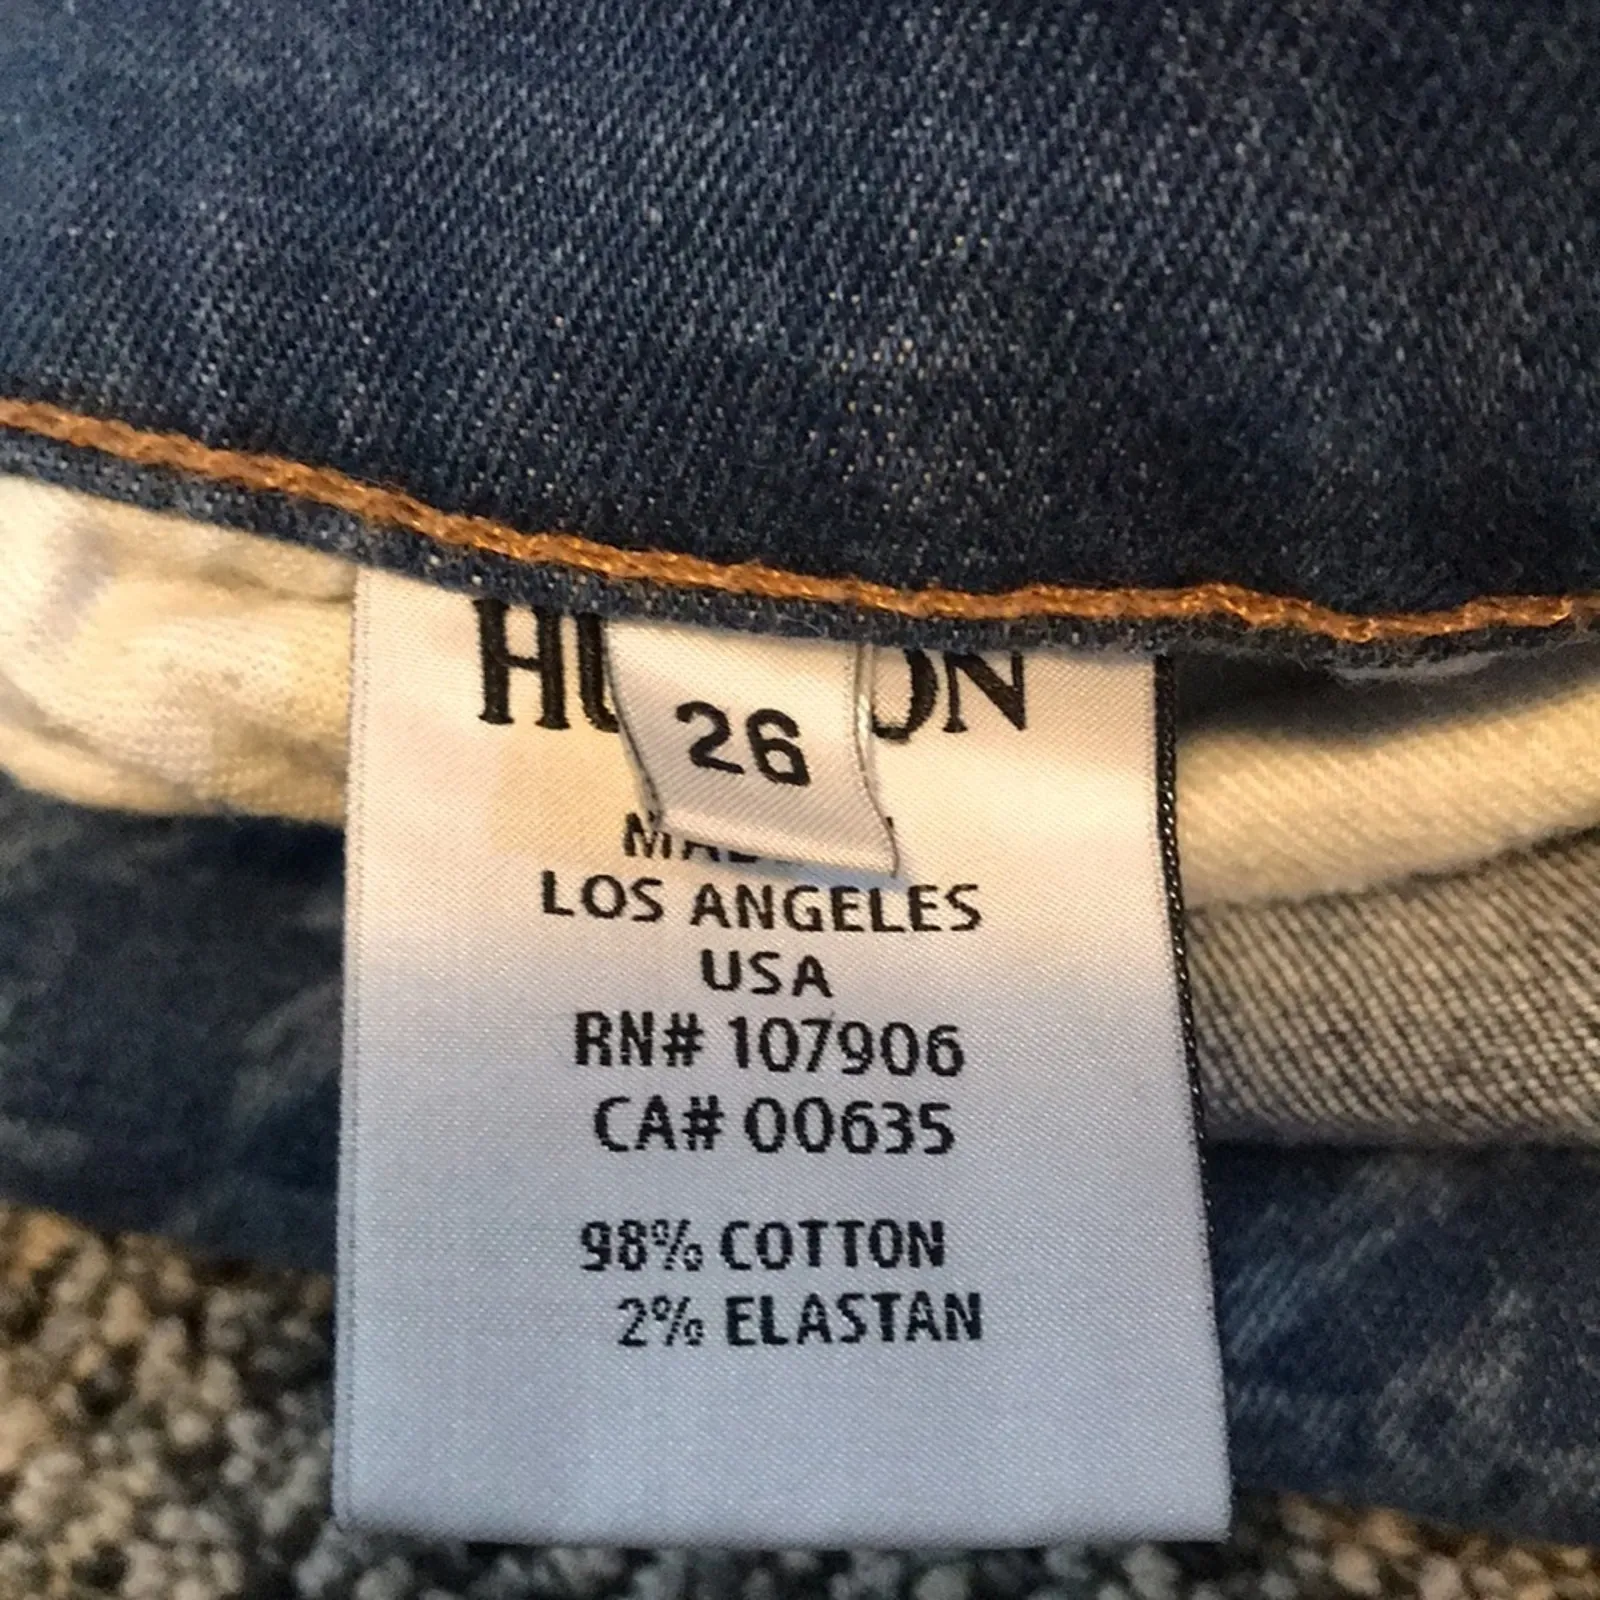 26
LOS ANGELES
USA
RN# 107906
CA# 00635
98% COTTON
2% ELASTAN